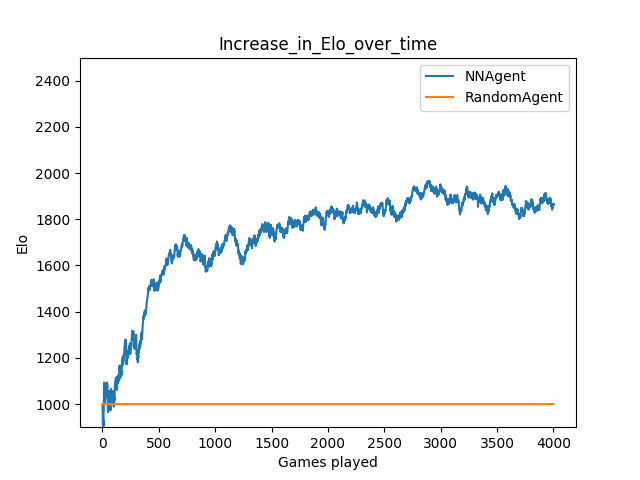 Increase_in_Elo_over_time
NNAgent
RandomAgent
2400
2200
2000
1800
1600
1400
1200
1000
Elo
0 500 1000 1500 2000 2500 3000 3500 4000
Games played